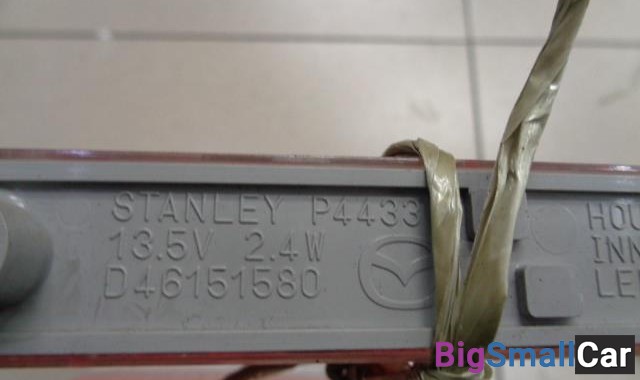 STANLEY P4433 HOU
13.5V 2.4W INN
D46151580 LE
BigSmallCar